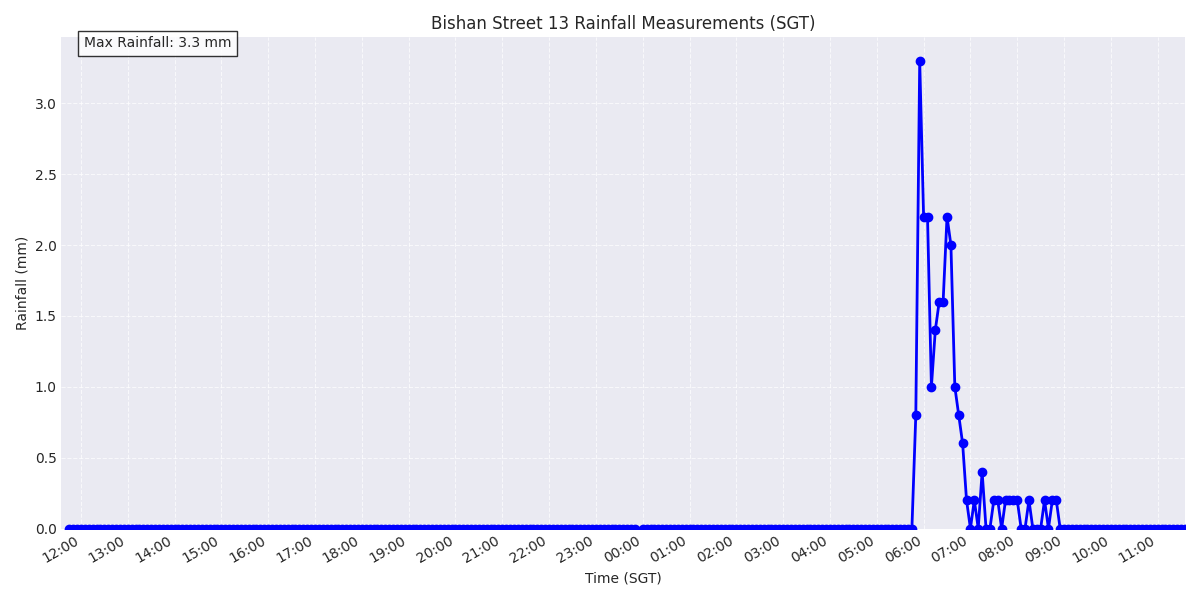 Bishan Street 13 Rainfall Measurements (SGT)
Max Rainfall: 3.3 mm
Rainfall (mm)
3.0
2.5
2.0
1.5
1.0
0.5
0.0
12:00 13:00 14:00 15:00 16:00 17:00 18:00 19:00 20:00 21:00 22:00 23:00 00:00 01:00 02:00 03:00 04:00 05:00 06:00 07:00 08:00 09:00 10:00 11:00
Time (SGT)